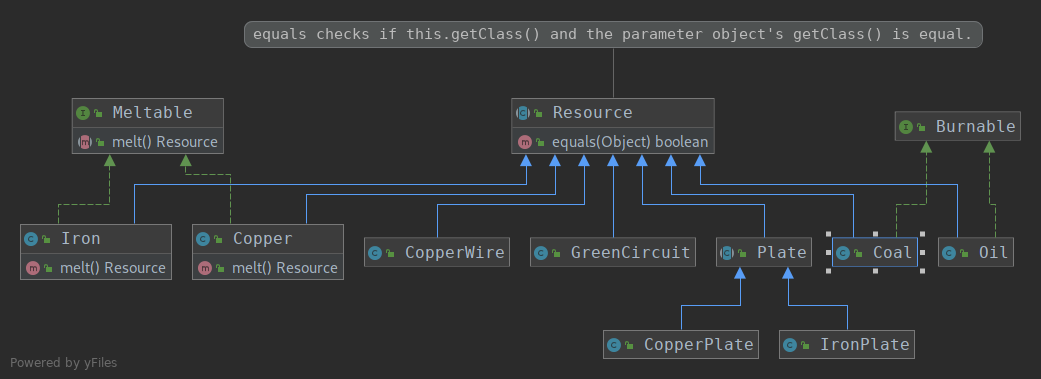 equals checks if this.getClass() and the parameter object's getClass() is equal.
I Meltable
m melt() Resource
C Resource
m equals(Object) boolean
I Burnable
C Iron
m melt() Resource
C Copper
m melt() Resource
C CopperWire
C GreenCircuit
C Plate
C Coal
C Oil
C CopperPlate
C IronPlate
Powered by yFiles